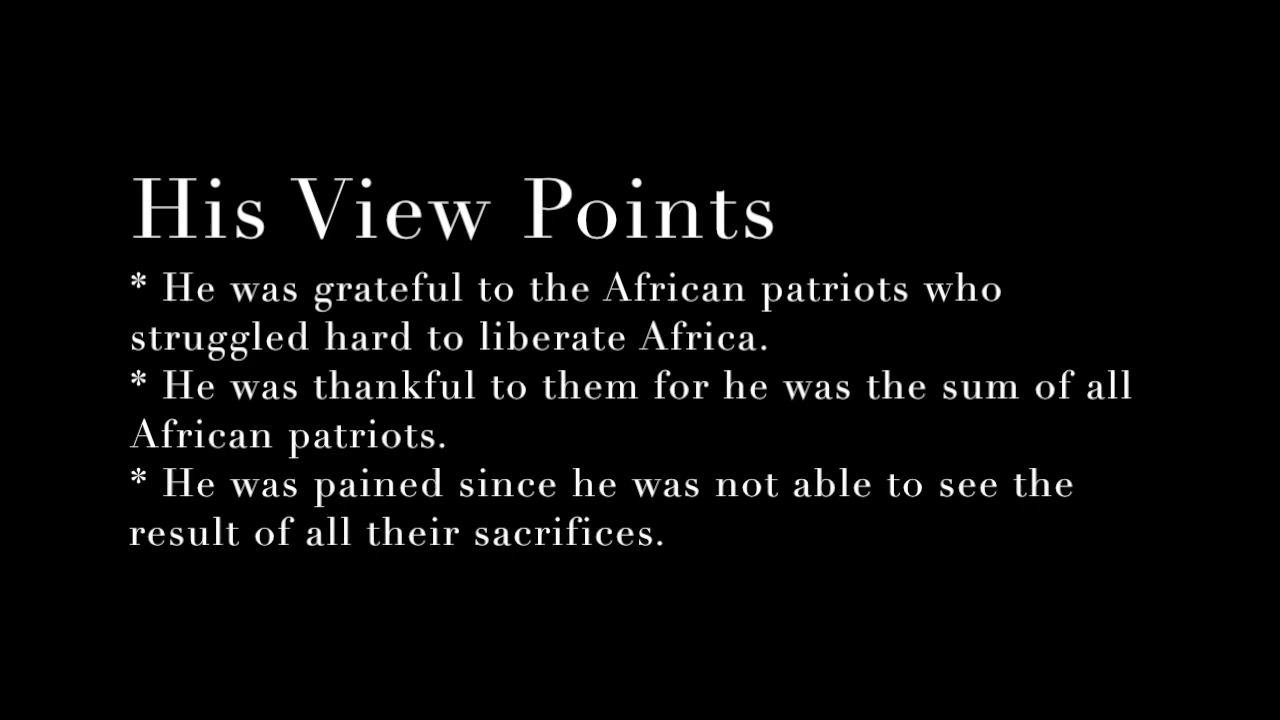 His View Points
* He was grateful to the African patriots who
struggled hard to liberate Africa.
* He was thankful to them for he was the sum of all
African patriots.
* He was pained since he was not able to see the
result of all their sacrifices.